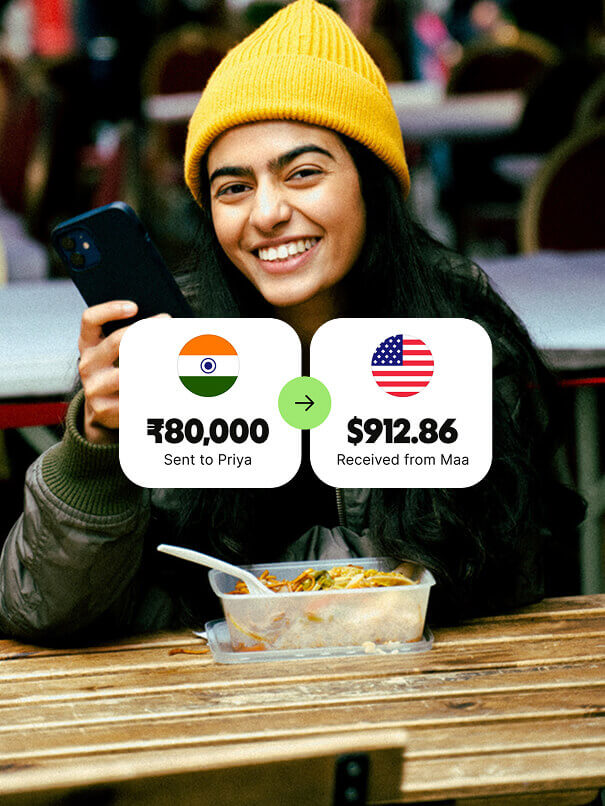 ₹80,000
Sent to Priya
$912.86
Received from Maa